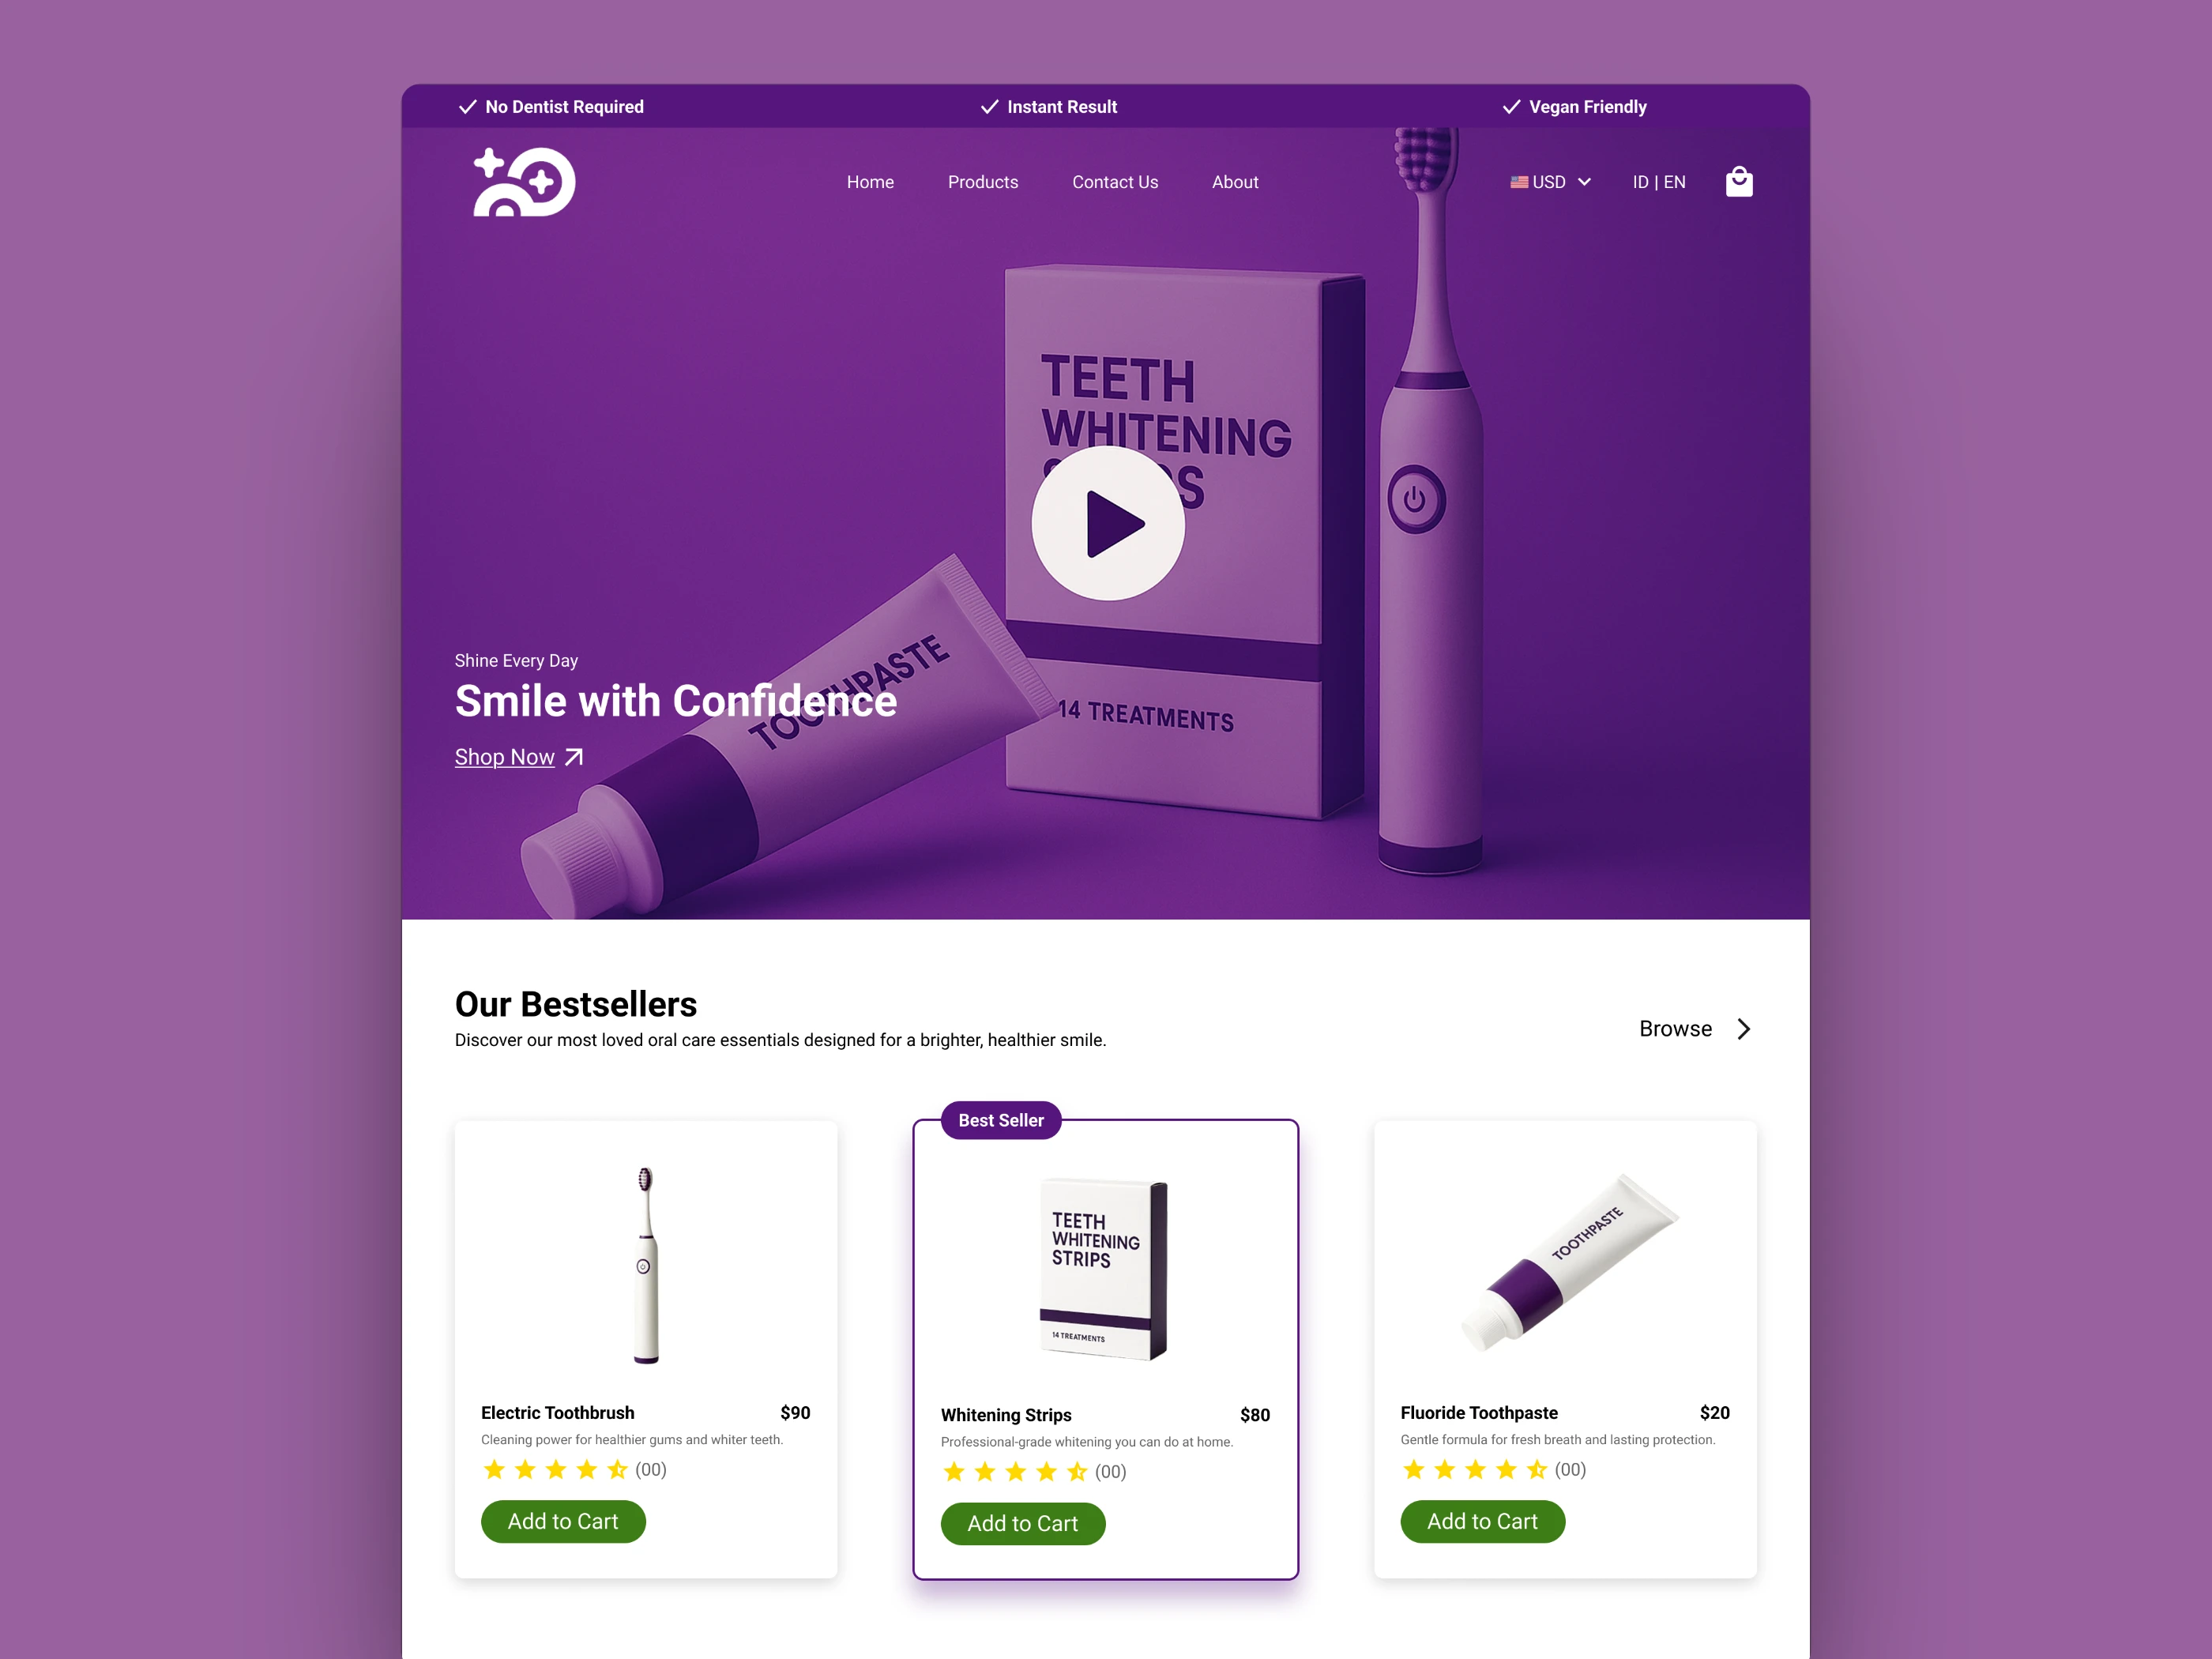 No Dentist Required
Instant Result
Vegan Friendly
Home
Products
Contact Us
About
USD
ID | EN
TEETH
WHITENING
14 TREATMENTS
TOOTHPASTE
Shine Every Day
Smile with Confidence
Shop Now
Our Bestsellers
Discover our most loved oral care essentials designed for a brighter, healthier smile.
Browse
Best Seller
TEETH
WHITENING
STRIPS
14 TREATMENTS
TOOTHPASTE
Electric Toothbrush
$90
Cleaning power for healthier gums and whiter teeth.
(00)
Add to Cart
Whitening Strips
$80
Professional-grade whitening you can do at home.
(00)
Add to Cart
Fluoride Toothpaste
$20
Gentle formula for fresh breath and lasting protection.
(00)
Add to Cart